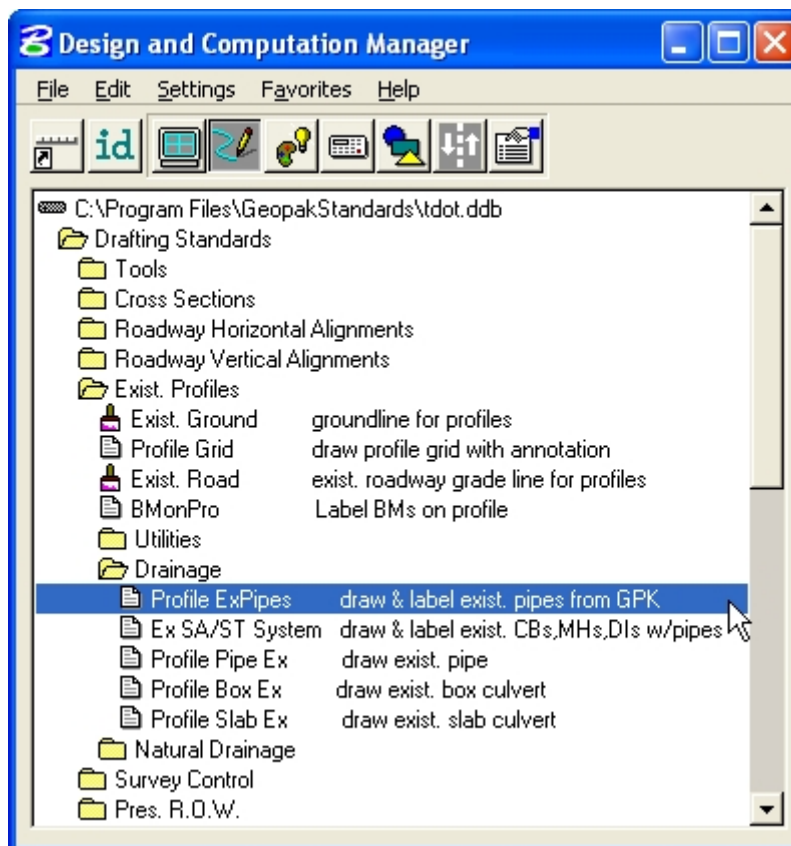 Design and Computation Manager
File Edit Settings Favorites Help
id
C:\Program Files\GeopakStandards\tdot.ddb
Drafting Standards
Tools
Cross Sections
Roadway Horizontal Alignments
Roadway Vertical Alignments
Exist. Profiles
Exist. Ground groundline for profiles
Profile Grid draw profile grid with annotation
Exist. Road exist. roadway grade line for profiles
BMonPro Label BMs on profile
Utilities
Drainage
Profile ExPipes draw & label exist. pipes from GPK
Ex SA/ST System draw & label exist. CBs,MHs,DIs w/pipes
Profile Pipe Ex draw exist. pipe
Profile Box Ex draw exist. box culvert
Profile Slab Ex draw exist. slab culvert
Natural Drainage
Survey Control
Pres. R.O.W.